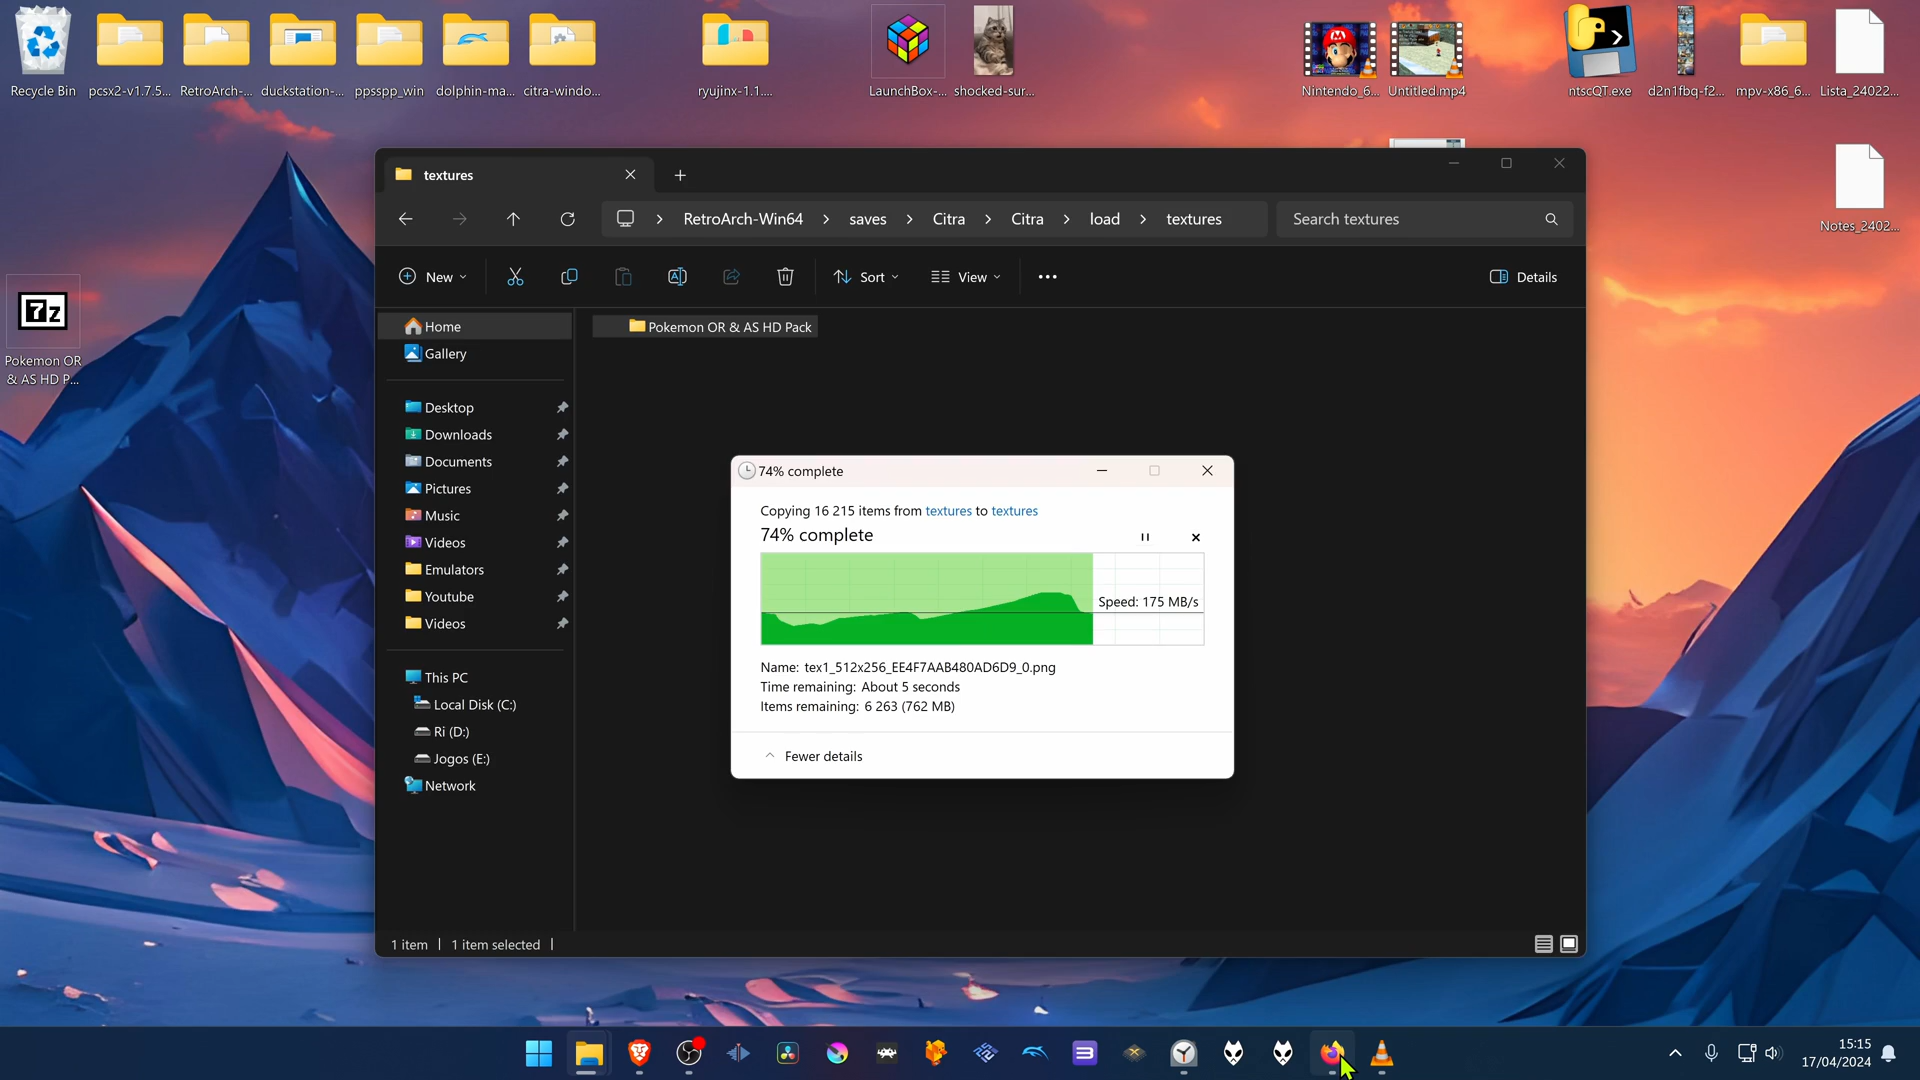 Recycle Bin
pcsx2-v1.7.5...
RetroArch-...
duckstation-...
ppsspp_win
dolphin-ma...
citra-windo...
ryujinx-1.1....
LaunchBox-...
shocked-sur...
Nintendo_6...
Untitled.mp4
ntscQT.exe
d2n1fbq-f2...
mpv-x86_6...
Lista_24022...
Notes_2402...
7z
Pokemon OR
& AS HD P...
textures
RetroArch-Win64 > saves > Citra > Citra > load > textures
Search textures
New
Sort
View
Details
Home
Gallery
Desktop
Downloads
Documents
Pictures
Music
Videos
Emulators
Youtube
Videos
This PC
Local Disk (C:)
Ri (D:)
Jogos (E:)
Network
Pokemon OR & AS HD Pack
74% complete
Copying 16 215 items from textures to textures
74% complete
Speed: 175 MB/s
Name: tex1_512x256_EE4F7AAB480AD6D9_0.png
Time remaining: About 5 seconds
Items remaining: 6 263 (762 MB)
Fewer details
1 item | 1 item selected |
15:15
17/04/2024